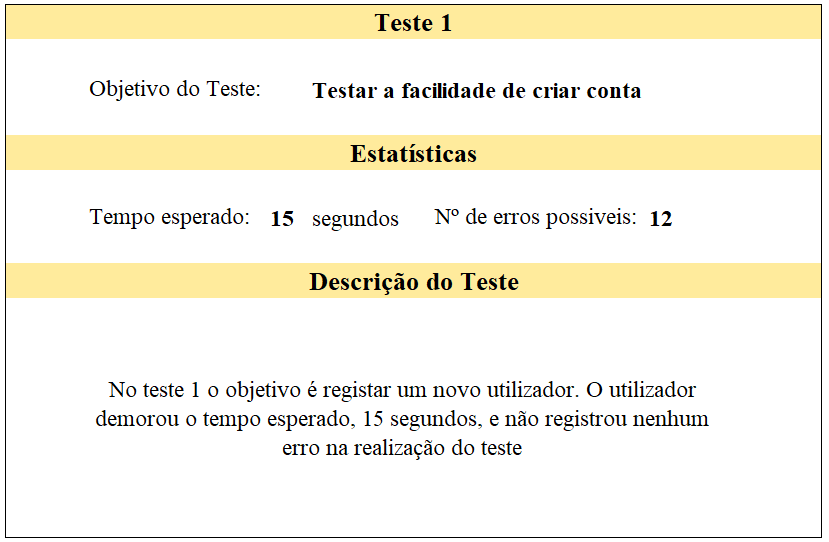 Teste 1
Objetivo do Teste: Testar a facilidade de criar conta
Estatísticas
Tempo esperado: 15 segundos Nº de erros possiveis: 12
Descrição do Teste
No teste 1 o objetivo é registar um novo utilizador. O utilizador
demorou o tempo esperado, 15 segundos, e não registrou nenhum
erro na realização do teste